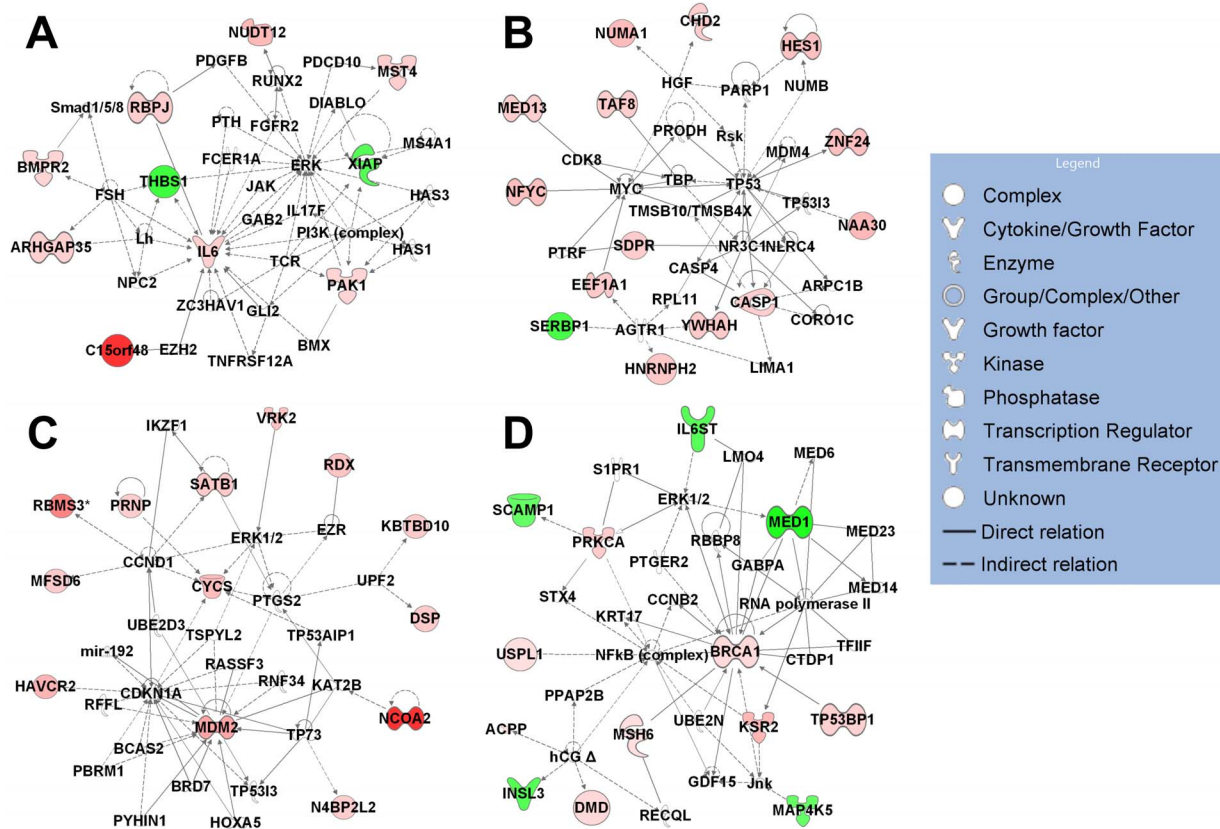 A
NUDT12
PDGFB
PDCD10
RUNX2
MST4
Smad1/5/8
RBPJ
DIABLO
PTH
FGFR2
MS4A1
BMPR2
FCER1A
ERK
XIAP
THBS1
FSH
JAK
HAS3
GAB2
IL17F
ARHGAP35
Lh
IL6
PI3K (complex)
HAS1
NPC2
TCR
PAK1
ZC3HAV1
GLI2
C15orf48
EZH2
BMX
TNFRSF12A
B
CHD2
NUMA1
HES1
HGF
PARP1
NUMB
MED13
TAF8
PRODH
Rsk
MDM4
ZNF24
CDK8
TBP
TP53
NFYC
MYC
TP53I3
TMSB10/TMSB4X
NAA30
PTRF
SDPR
NR3C1
NLRC4
CASP4
EEF1A1
ARPC1B
RPL11
CASP1
SERBP1
AGTR1
YWHAH
CORO1C
HNRNPH2
LIMA1
C
VRK2
IKZF1
SATB1
RDX
RBMS3*
PRNP
KBTBD10
ERK1/2
EZR
CCND1
MFSD6
CYCS
PTGS2
UPF2
DSP
UBE2D3
TSPYL2
TP53AIP1
mir-192
RASSF3
HAVCR2
CDKN1A
RNF34
KAT2B
RFFL
MDM2
NCOA2
TP73
BCAS2
PBRM1
BRD7
TP53I3
N4BP2L2
PYHIN1
HOXA5
D
IL6ST
LMO4
MED6
S1PR1
ERK1/2
SCAMP1
MED1
PRKCA
RBBP8
MED23
PTGER2
GABPA
MED14
STX4
CCNB2
RNA polymerase II
KRT17
TFIIF
USPL1
NFkB (complex)
BRCA1
CTDP1
PPAP2B
UBE2N
TP53BP1
ACPP
MSH6
KSR2
hCG Δ
GDF15
Jnk
INSL3
DMD
RECQL
MAP4K5
Legend
Complex
Cytokine/Growth Factor
Enzyme
Group/Complex/Other
Growth factor
Kinase
Phosphatase
Transcription Regulator
Transmembrane Receptor
Unknown
Direct relation
Indirect relation